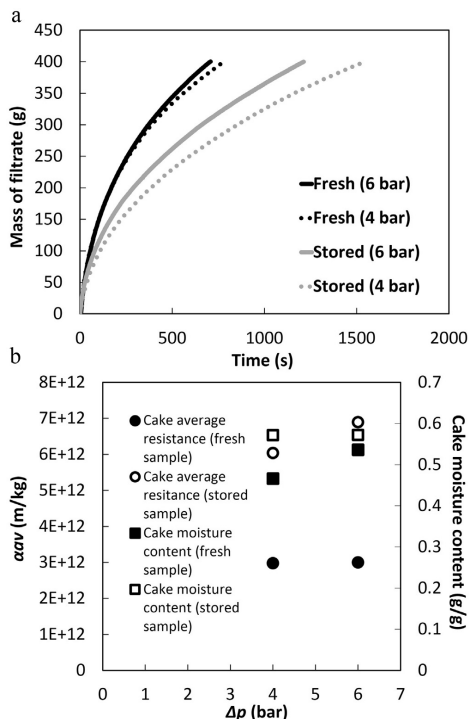 a
Mass of filtrate (g)
450
400
350
300
250
200
150
100
50
0
Fresh (6 bar)
Fresh (4 bar)
Stored (6 bar)
Stored (4 bar)
0 500 1000 1500 2000
Time (s)
b
αav (m/kg)
8E+12
7E+12
6E+12
5E+12
4E+12
3E+12
2E+12
1E+12
0
Cake average
resistance (fresh
sample)
Cake average
resitance (stored
sample)
Cake moisture
content (fresh
sample)
Cake moisture
content (stored
sample)
0.7
0.6
0.5
0.4
0.3
0.2
0.1
0
Cake moisture content
(g/g)
0 1 2 3 4 5 6 7
Δp (bar)